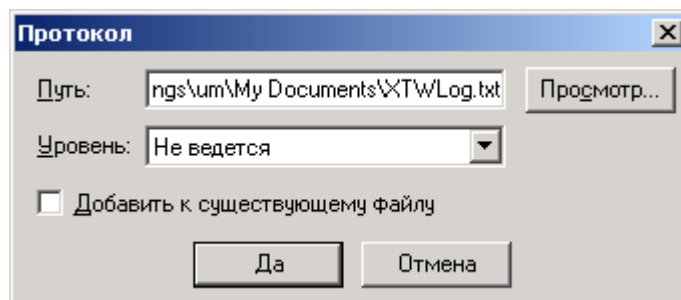 Протокол
Путь: ngs\um\My Documents\XTWLog.txt Просмотр...
Уровень: Не ведется
Добавить к существующему файлу
Да Отмена